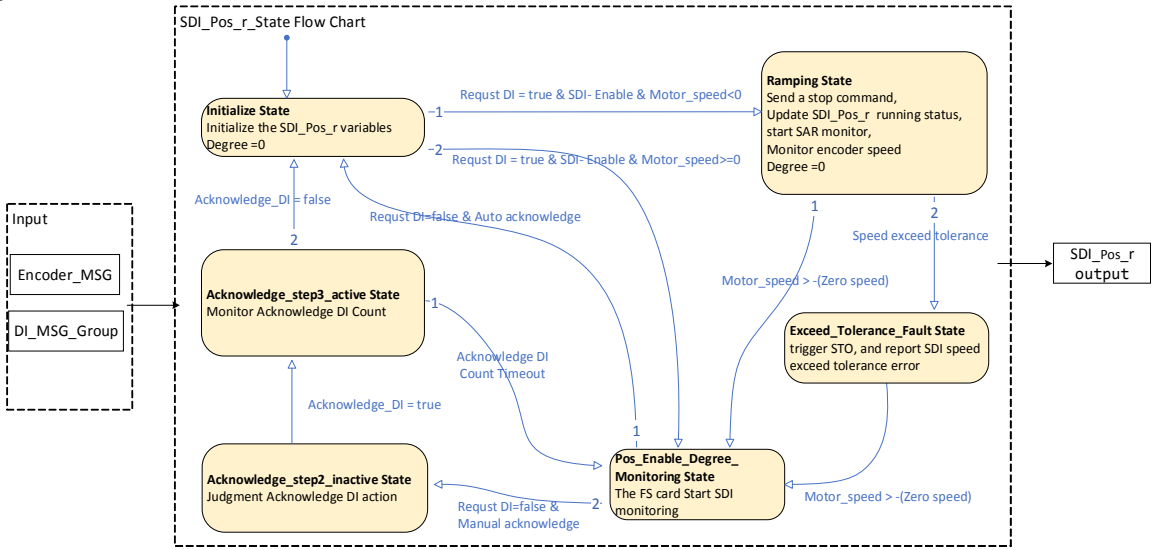 SDI_Pos_r_State Flow Chart
Initialize State
Initialize the SDI_Pos_r variables
Degree =0
1
Requst DI = true & SDI- Enable & Motor_speed<0
2
Requst DI = true & SDI- Enable & Motor_speed>=0
Ramping State
Send a stop command,
Update SDI_Pos_r  running status,
start SAR monitor,
Monitor encoder speed
Degree =0
Acknowledge_DI = false
2
Requst DI=false & Auto acknowledge
1
2
Speed exceed tolerance
Motor_speed > -(Zero speed)
Input
Encoder_MSG
DI_MSG_Group
SDI_Pos_r
output
Acknowledge_step3_active State
Monitor Acknowledge DI Count
1
Acknowledge DI
Count Timeout
Exceed_Tolerance_Fault State
trigger STO, and report SDI speed
exceed tolerance error
Acknowledge_DI = true
1
Pos_Enable_Degree_
Monitoring State
The FS card Start SDI
monitoring
2
Motor_speed > -(Zero speed)
Acknowledge_step2_inactive State
Judgment Acknowledge DI action
Requst DI=false &
Manual acknowledge